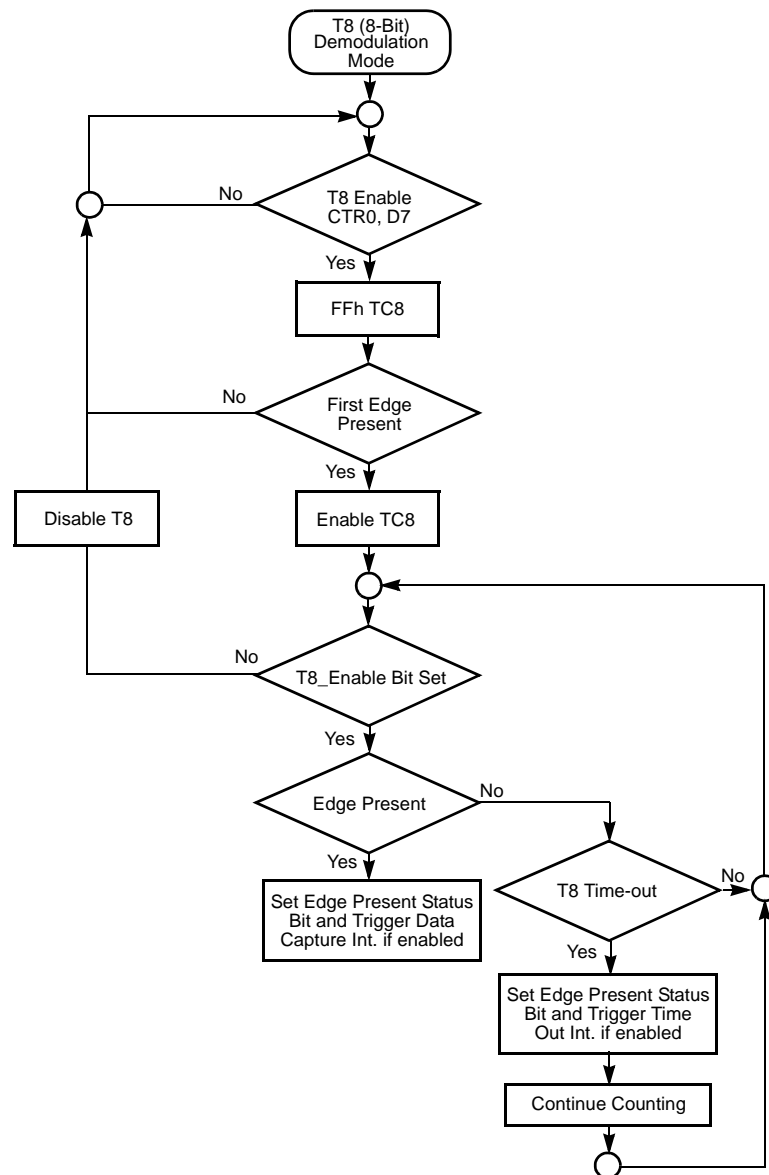 T8 (8-Bit)
Demodulation
Mode
No
T8 Enable
CTR0, D7
Yes
FFh TC8
No
First Edge
Present
Yes
Disable T8
Enable TC8
No
T8_Enable Bit Set
Yes
Edge Present
No
Yes
T8 Time-out
No
Set Edge Present Status
Bit and Trigger Data
Capture Int. if enabled
Yes
Set Edge Present Status
Bit and Trigger Time
Out Int. if enabled
Continue Counting